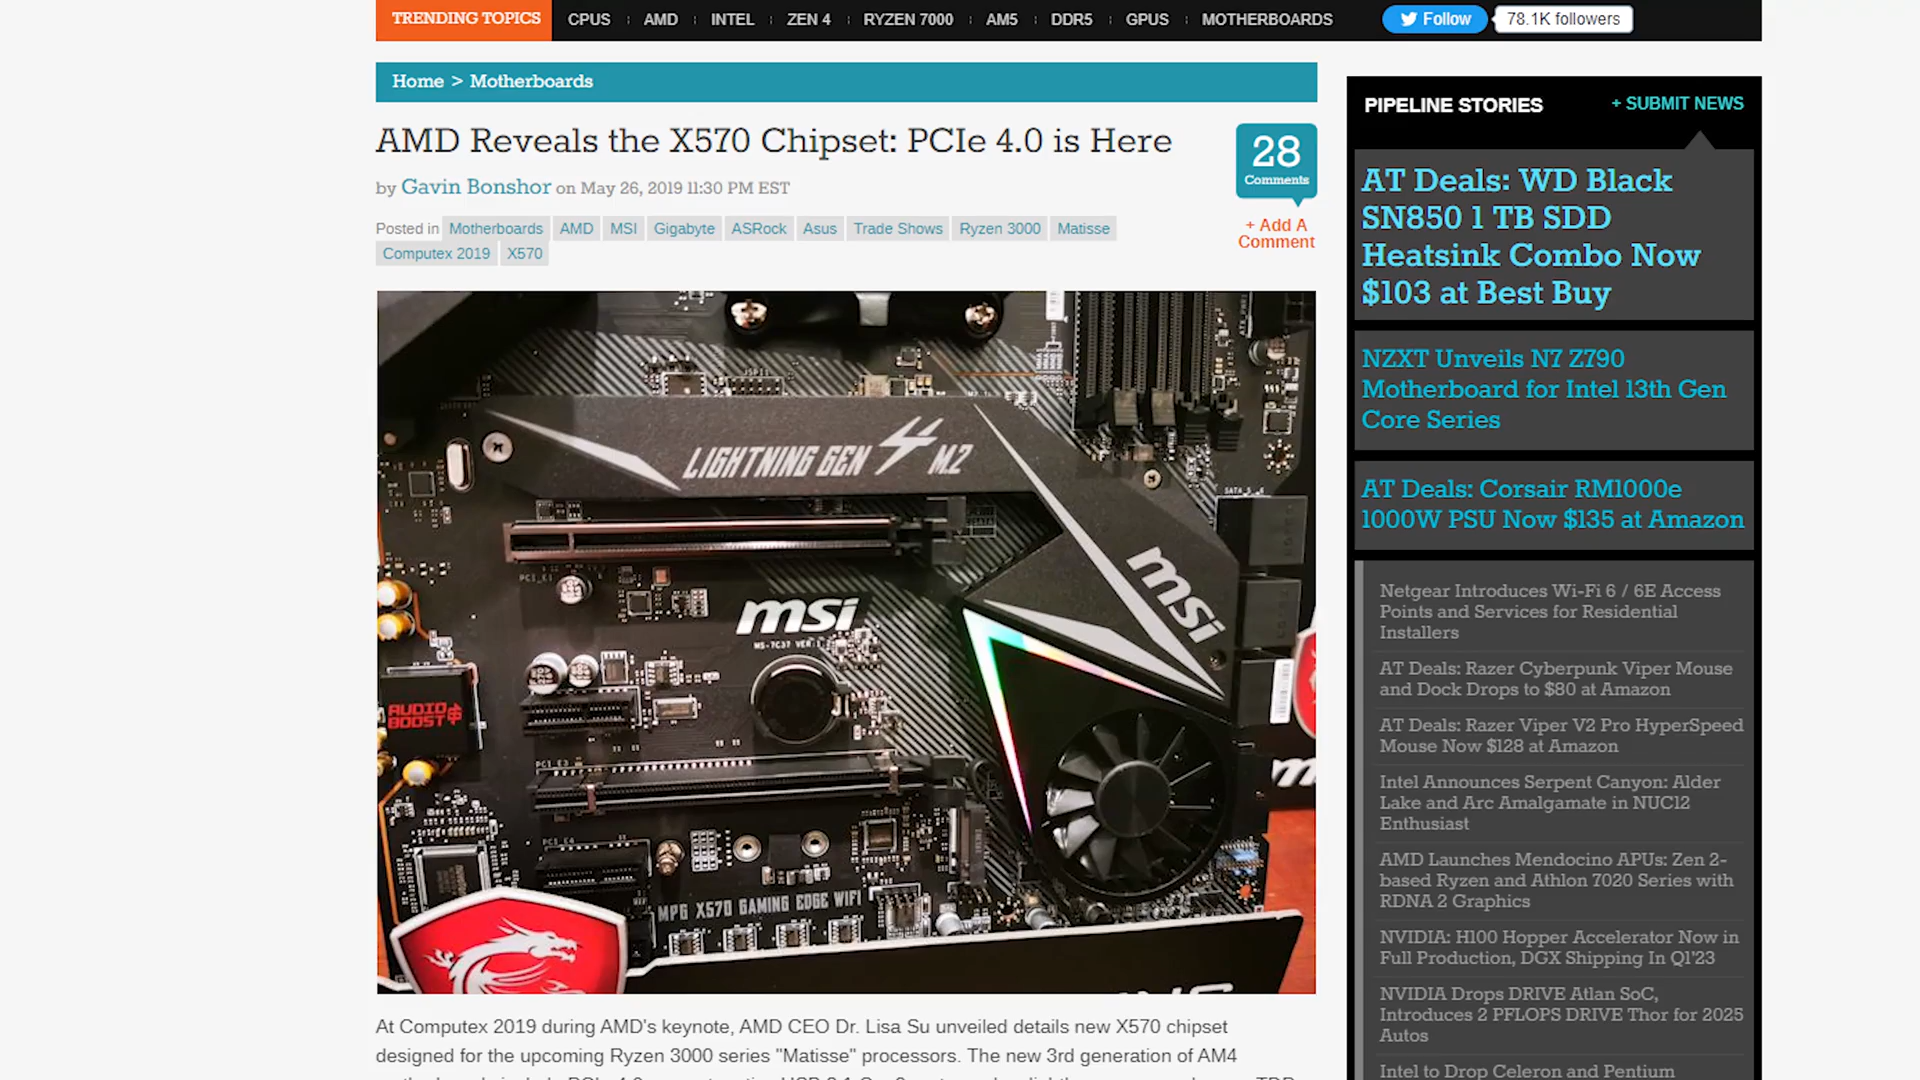 TRENDING TOPICS CPUS AMD INTEL ZEN 4 RYZEN 7000 AM5 DDR5 GPUS MOTHERBOARDS
Follow 78.1K followers
Home > Motherboards
AMD Reveals the X570 Chipset: PCIe 4.0 is Here
by Gavin Bonshor on May 26, 2019 11:30 PM EST
28
Comments
+ Add A
Comment
Posted in Motherboards AMD MSI Gigabyte ASRock Asus Trade Shows Ryzen 3000 Matisse
Computex 2019 X570
JSPI1
LIGHTNING GEN 4 M.2
PCI_E1
msi
MS-7C37 VER:1.
msi
AUDIO
BOOST
PCI_E3
PCI_E4
MPG X570 GAMING EDGE WIFI
At Computex 2019 during AMD's keynote, AMD CEO Dr. Lisa Su unveiled details new X570 chipset
designed for the upcoming Ryzen 3000 series "Matisse" processors. The new 3rd generation of AM4
PIPELINE STORIES + SUBMIT NEWS
AT Deals: WD Black
SN850 1 TB SDD
Heatsink Combo Now
$103 at Best Buy
NZXT Unveils N7 Z790
Motherboard for Intel 13th Gen
Core Series
AT Deals: Corsair RM1000e
1000W PSU Now $135 at Amazon
Netgear Introduces Wi-Fi 6 / 6E Access
Points and Services for Residential
Installers
AT Deals: Razer Cyberpunk Viper Mouse
and Dock Drops to $80 at Amazon
AT Deals: Razer Viper V2 Pro HyperSpeed
Mouse Now $128 at Amazon
Intel Announces Serpent Canyon: Alder
Lake and Arc Amalgamate in NUC12
Enthusiast
AMD Launches Mendocino APUs: Zen 2-
based Ryzen and Athlon 7020 Series with
RDNA 2 Graphics
NVIDIA: H100 Hopper Accelerator Now in
Full Production, DGX Shipping In Q1'23
NVIDIA Drops DRIVE Atlan SoC,
Introduces 2 PFLOPS DRIVE Thor for 2025
Autos
Intel to Drop Celeron and Pentium